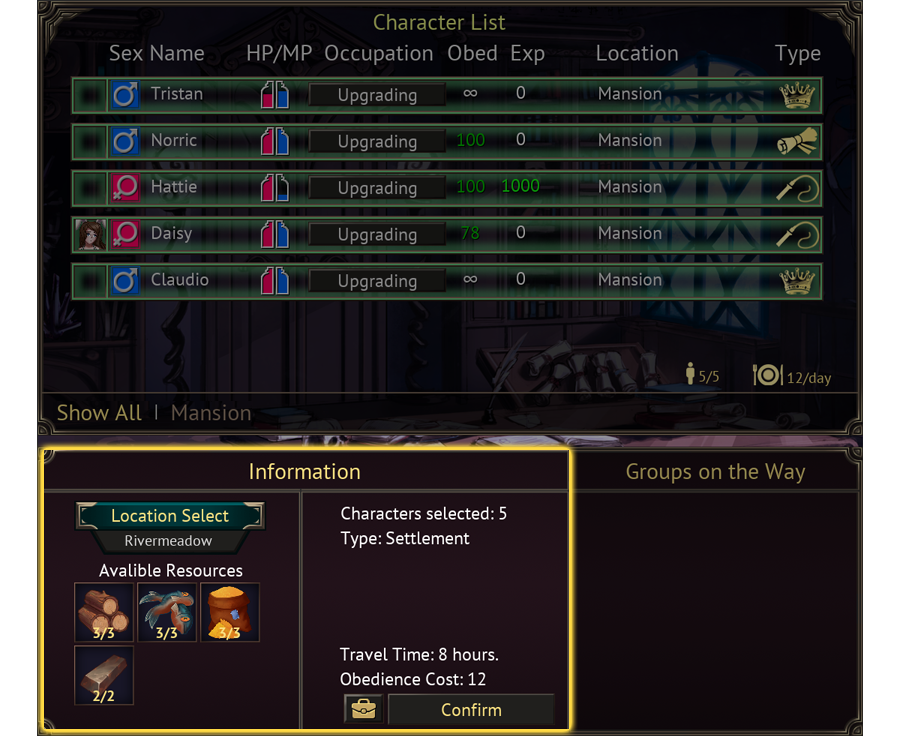 Character List
Sex Name HP/MP Occupation Obed Exp Location Type
Tristan Upgrading ∞ 0 Mansion
Norric Upgrading 100 0 Mansion
Hattie Upgrading 100 1000 Mansion
Daisy Upgrading 78 0 Mansion
Claudio Upgrading ∞ 0 Mansion
5/5 12/day
Show All | Mansion
Information
Groups on the Way
Location Select
Rivermeadow
Avalible Resources
3/3 3/3 3/3
2/2
Characters selected: 5
Type: Settlement
Travel Time: 8 hours.
Obedience Cost: 12
Confirm